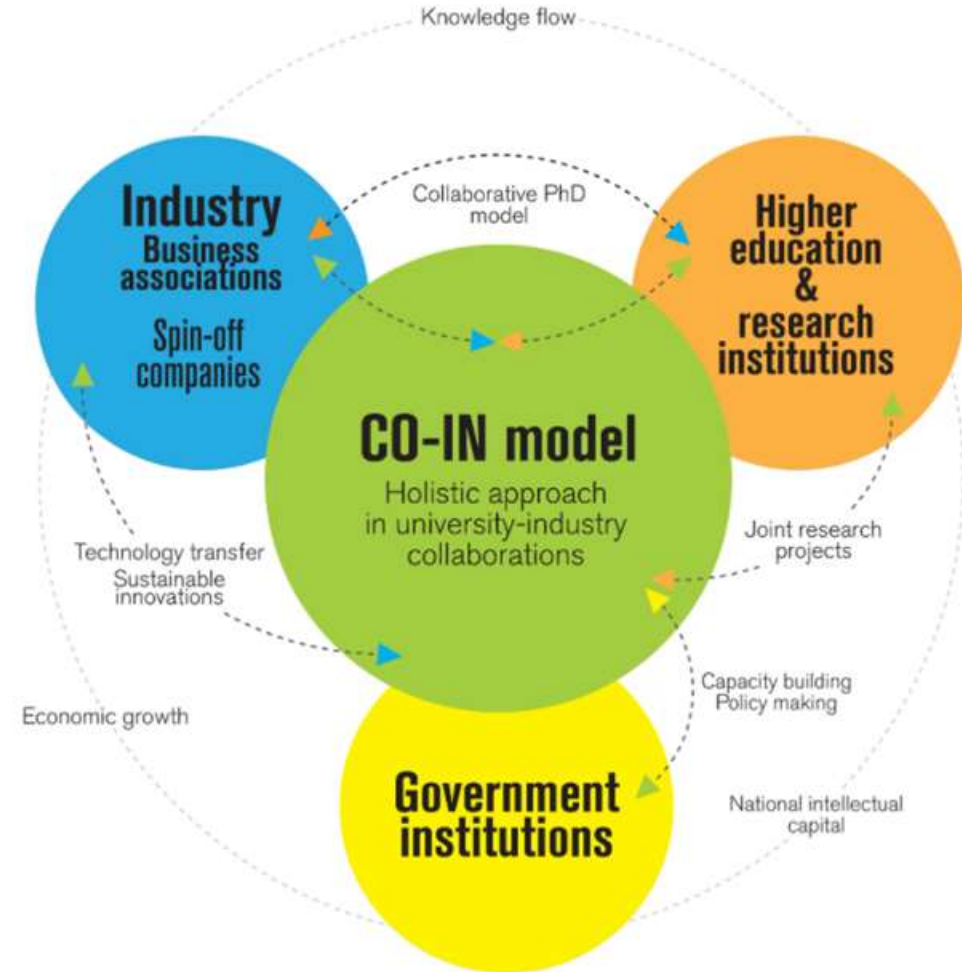 Knowledge flow
Industry
Business
associations
Spin-off
companies
Collaborative PhD
model
Higher
education
&
research
institutions
CO-IN model
Holistic approach
in university-industry
collaborations
Technology transfer
Sustainable
innovations
Joint research
projects
Capacity building
Policy making
Economic growth
Government
institutions
National intellectual
capital